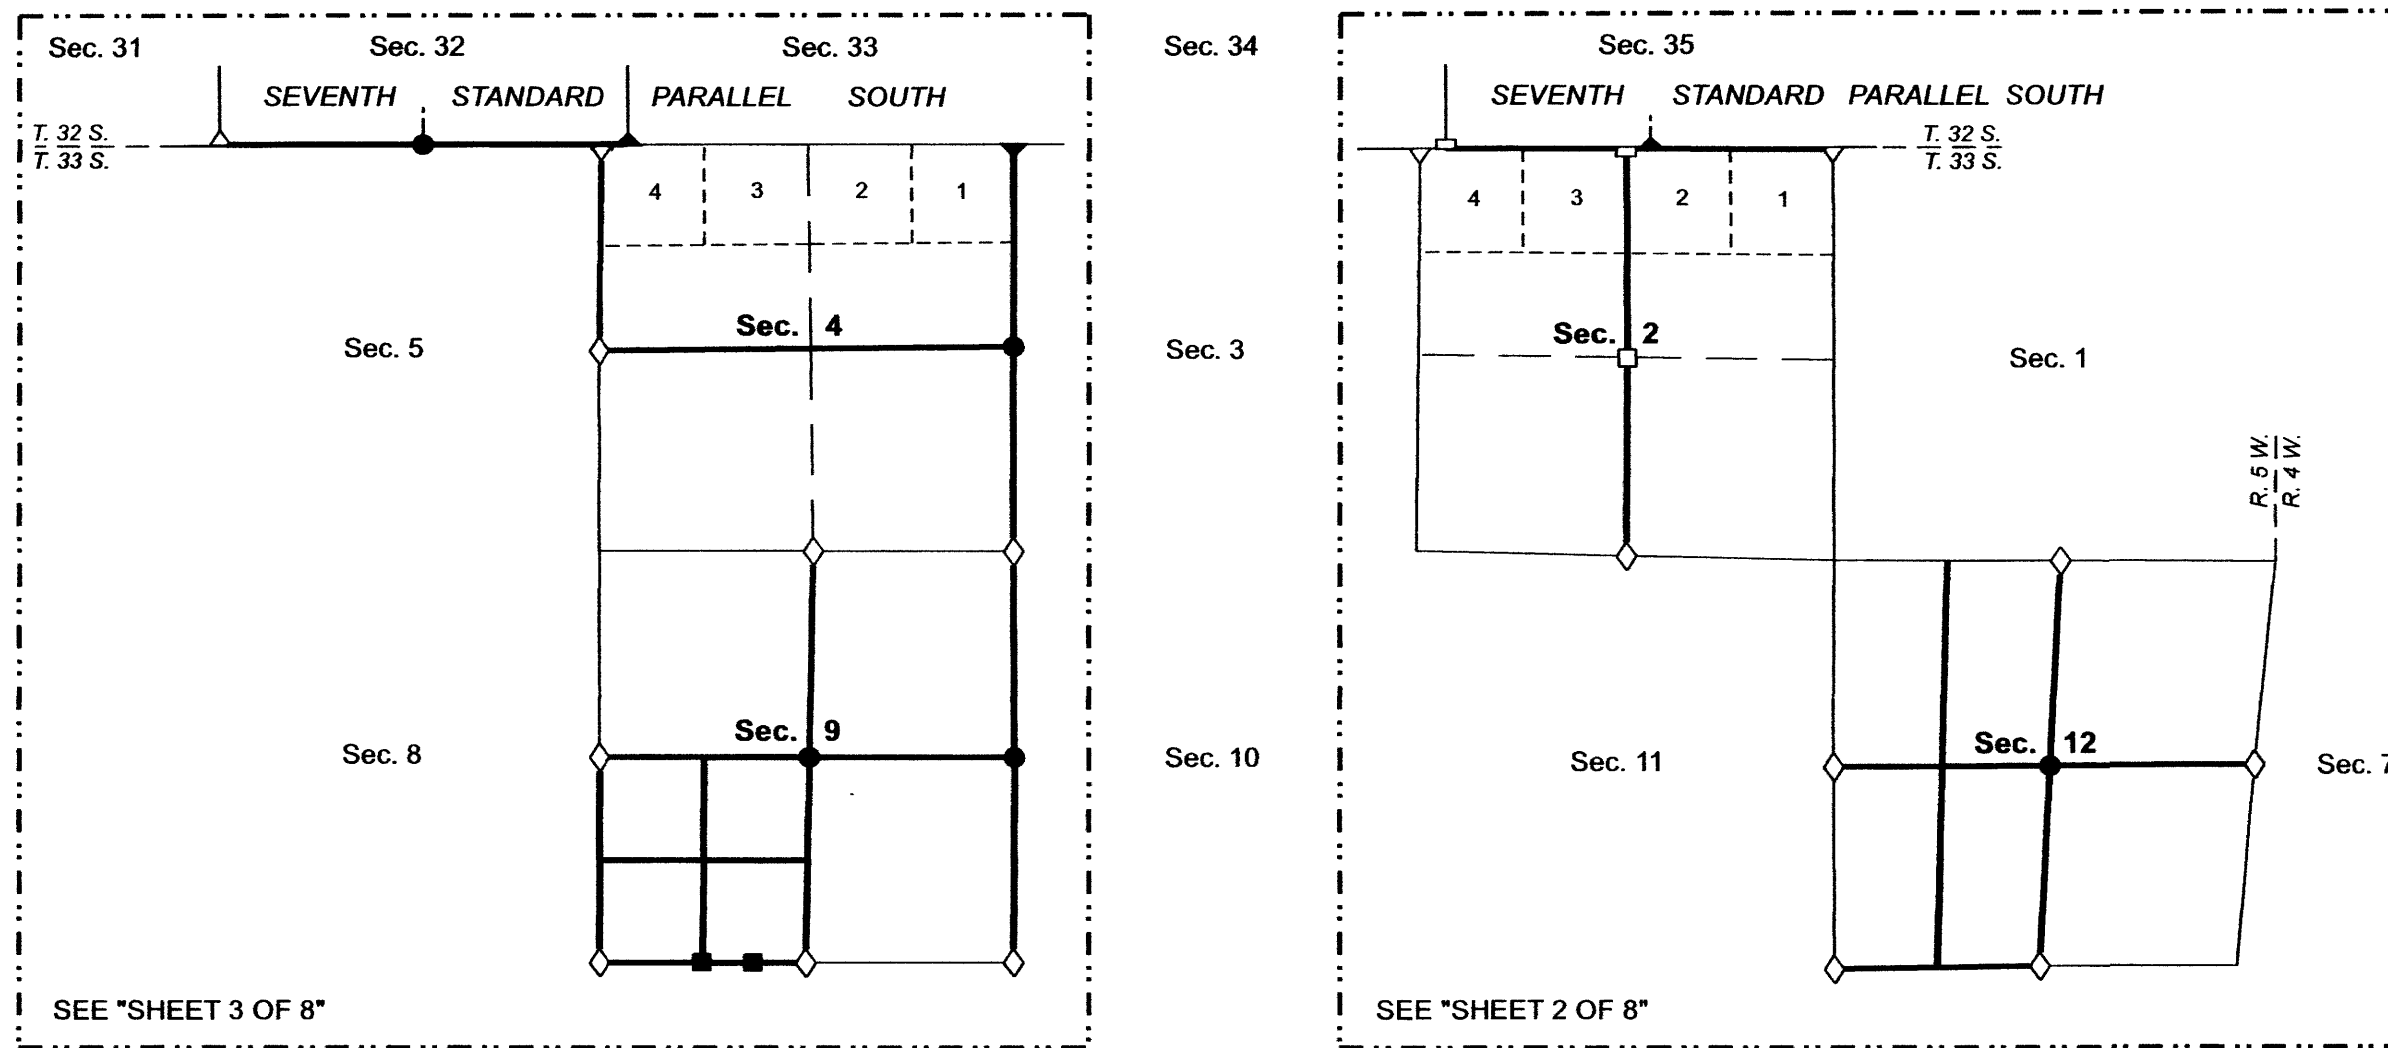 Sec. 31 Sec. 32 Sec. 33 Sec. 34 Sec. 35
SEVENTH STANDARD PARALLEL SOUTH
SEVENTH STANDARD PARALLEL SOUTH
T. 32 S.
T. 33 S.
T. 32 S.
T. 33 S.
4 3 2 1
4 3 2 1
Sec. 5
Sec. 4
Sec. 3
Sec. 2
Sec. 1
R. 5 W.
R. 4 W.
Sec. 8
Sec. 9
Sec. 10
Sec. 11
Sec. 12
Sec. 7
SEE "SHEET 3 OF 8"
SEE "SHEET 2 OF 8"